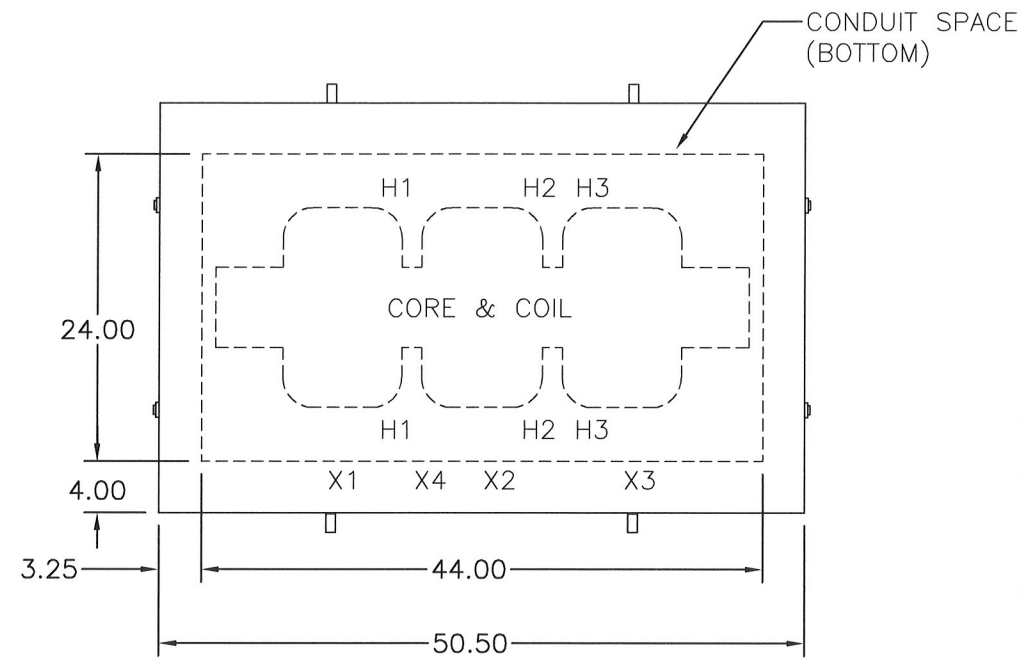 CONDUIT SPACE
(BOTTOM)
H1 H2 H3
CORE & COIL
24.00
H1 H2 H3
X1 X4 X2 X3
4.00
3.25
44.00
50.50